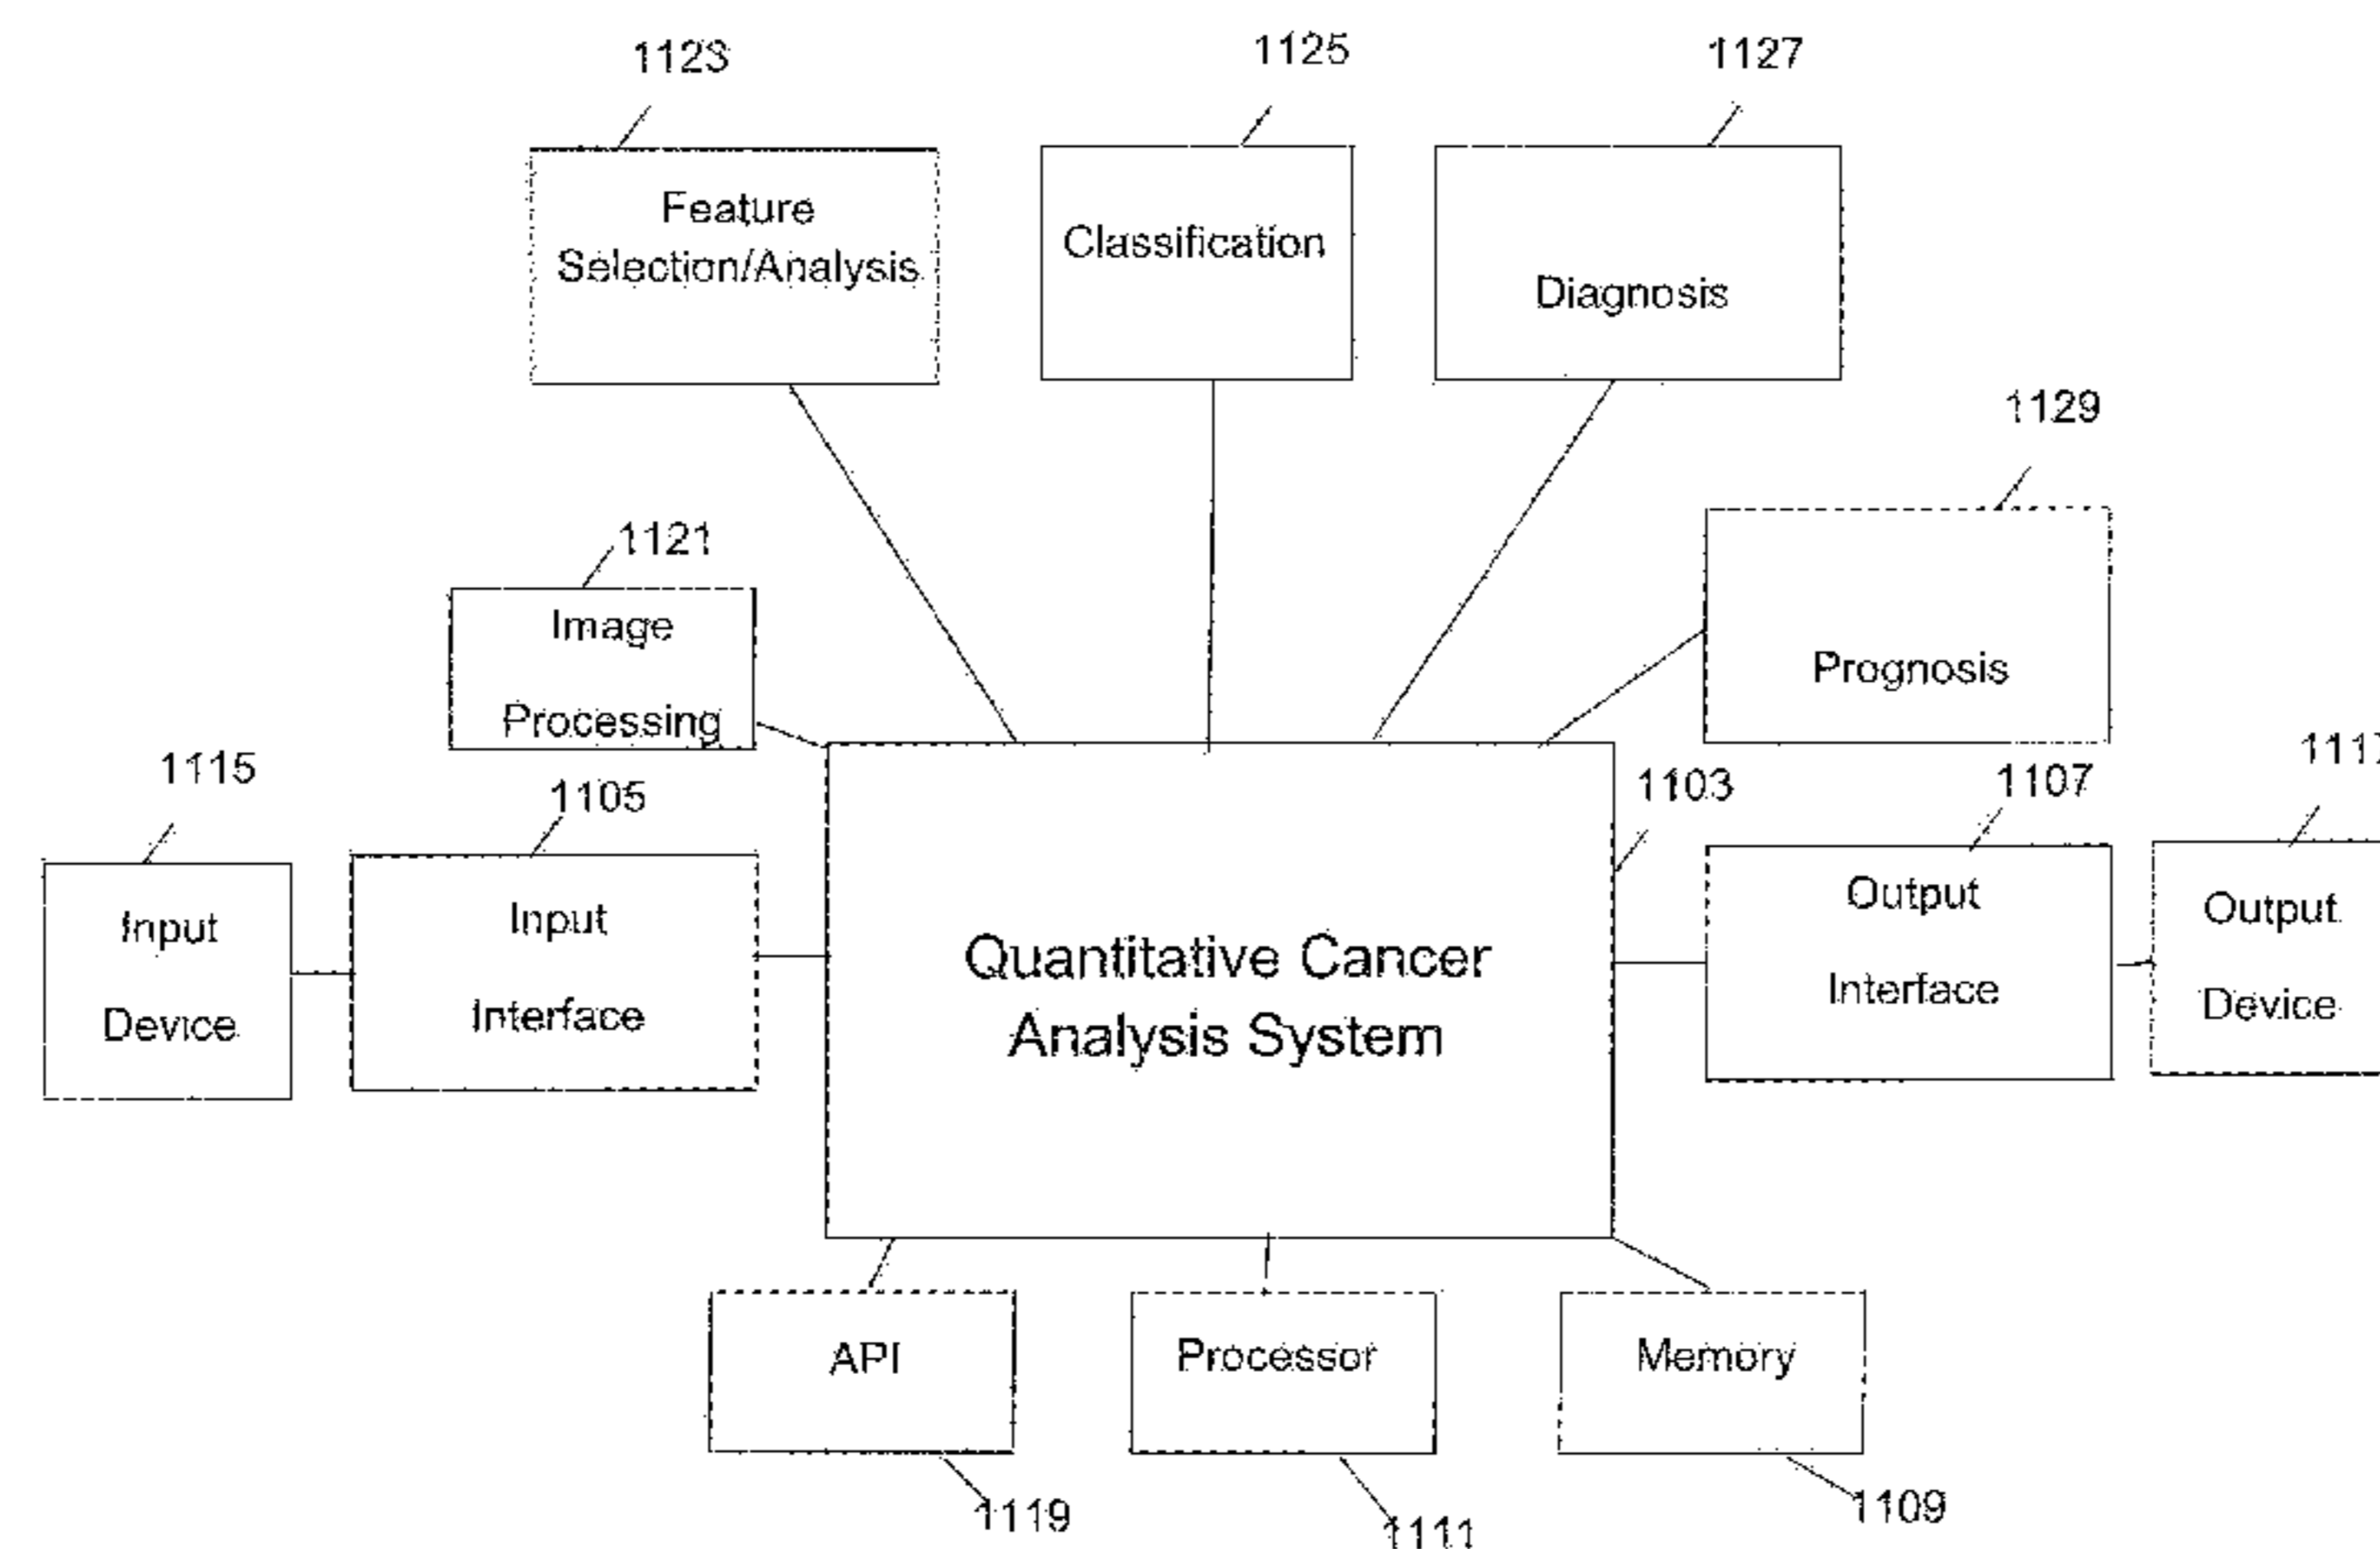 1123
1125
1127
Feature
Selection/Analysis
Classification
Diagnosis
1129
1121
Image
Processing
Prognosis
1115
1105
1103
1107
Input
Device
Input
Interface
Quantitative Cancer
Analysis System
Output
Interface
Output
Device
API
Processor
Memory
1119
1111
1109